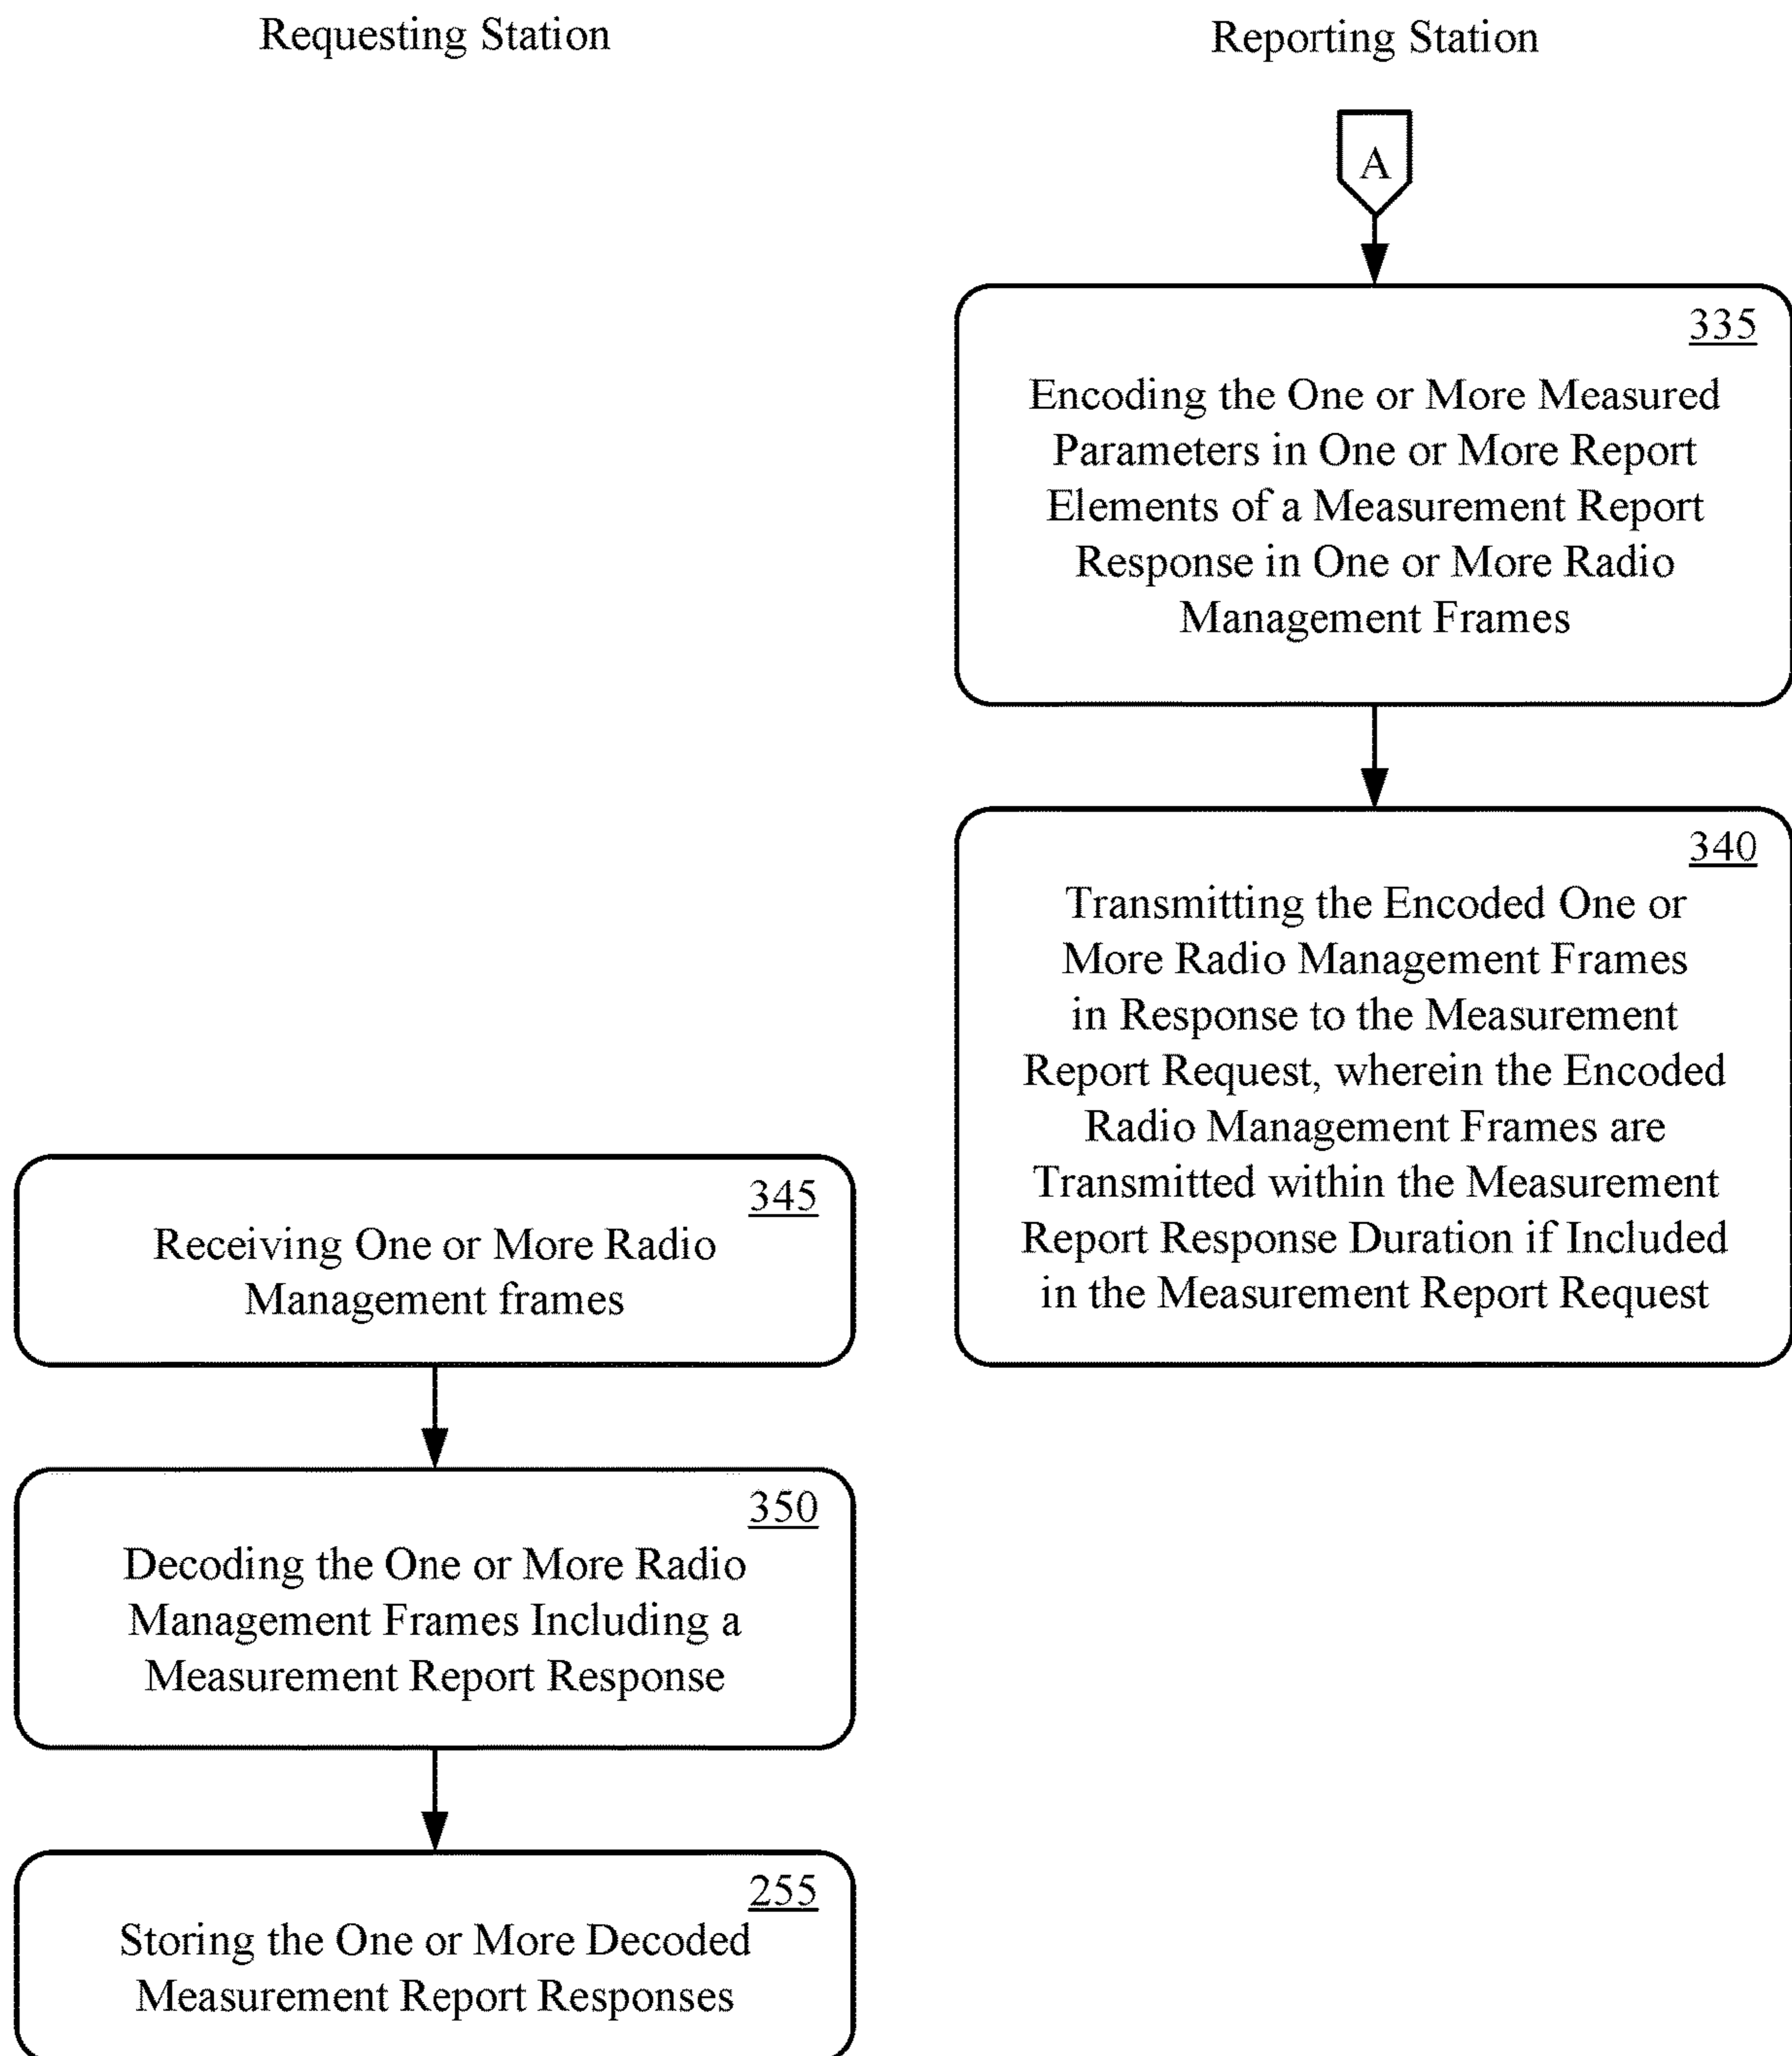 Requesting Station
Reporting Station
A
335
Encoding the One or More Measured
Parameters in One or More Report
Elements of a Measurement Report
Response in One or More Radio
Management Frames
340
Transmitting the Encoded One or
More Radio Management Frames
in Response to the Measurement
Report Request, wherein the Encoded
Radio Management Frames are
Transmitted within the Measurement
Report Response Duration if Included
in the Measurement Report Request
345
Receiving One or More Radio
Management frames
350
Decoding the One or More Radio
Management Frames Including a
Measurement Report Response
255
Storing the One or More Decoded
Measurement Report Responses